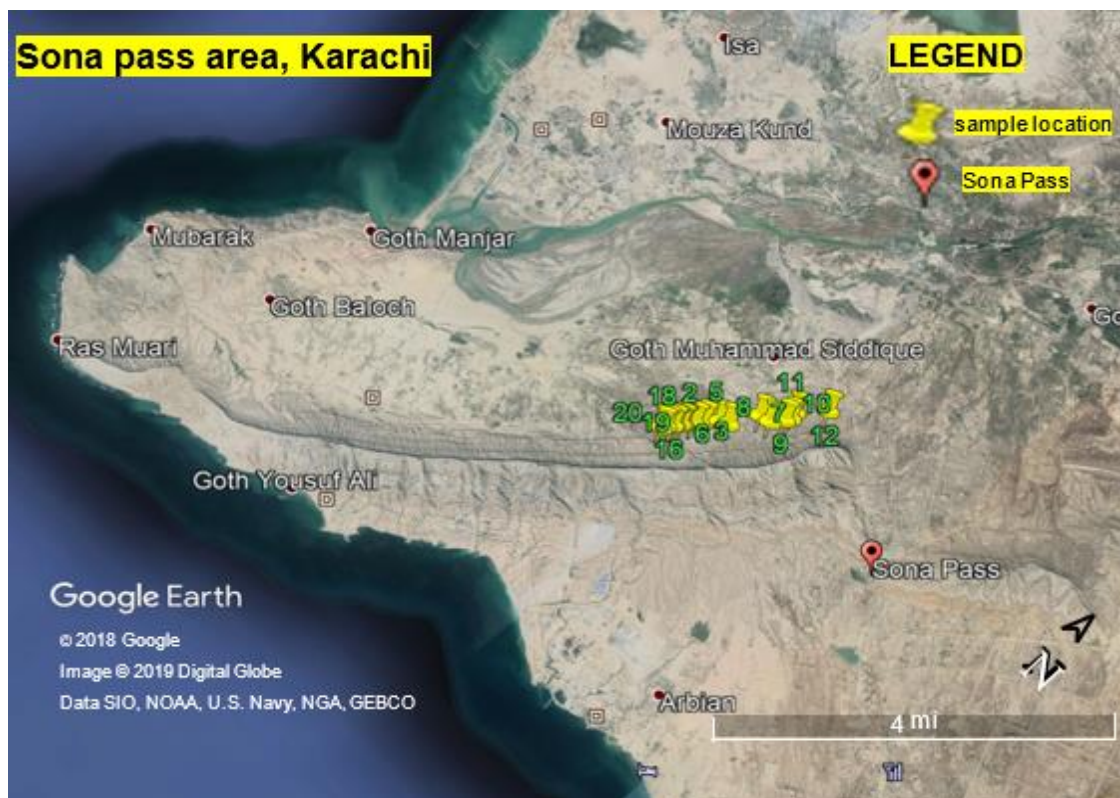 Sona pass area, Karachi
LEGEND
sample location
Sona Pass
Isa
Mouza Kund
Mubarak
Goth Manjar
Goth Baloch
Go
Ras Muari
Goth Muhammad Siddique
11
18 2 5
20 19 8 7 10
6 3
16 9 12
Goth Yousuf Ali
Sona Pass
Google Earth
© 2018 Google
Image © 2019 Digital Globe
Data SIO, NOAA, U.S. Navy, NGA, GEBCO
N
Arbian
4 mi